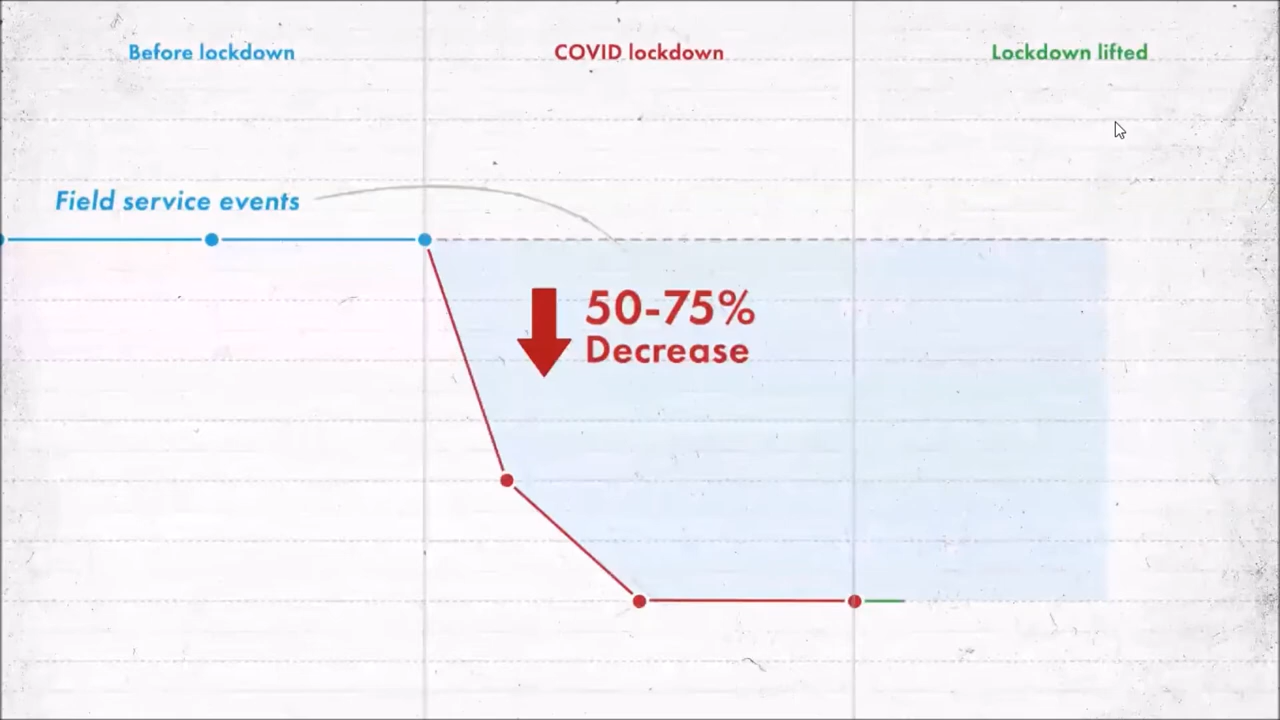 Before lockdown
COVID lockdown
Lockdown lifted
Field service events
50-75%
Decrease